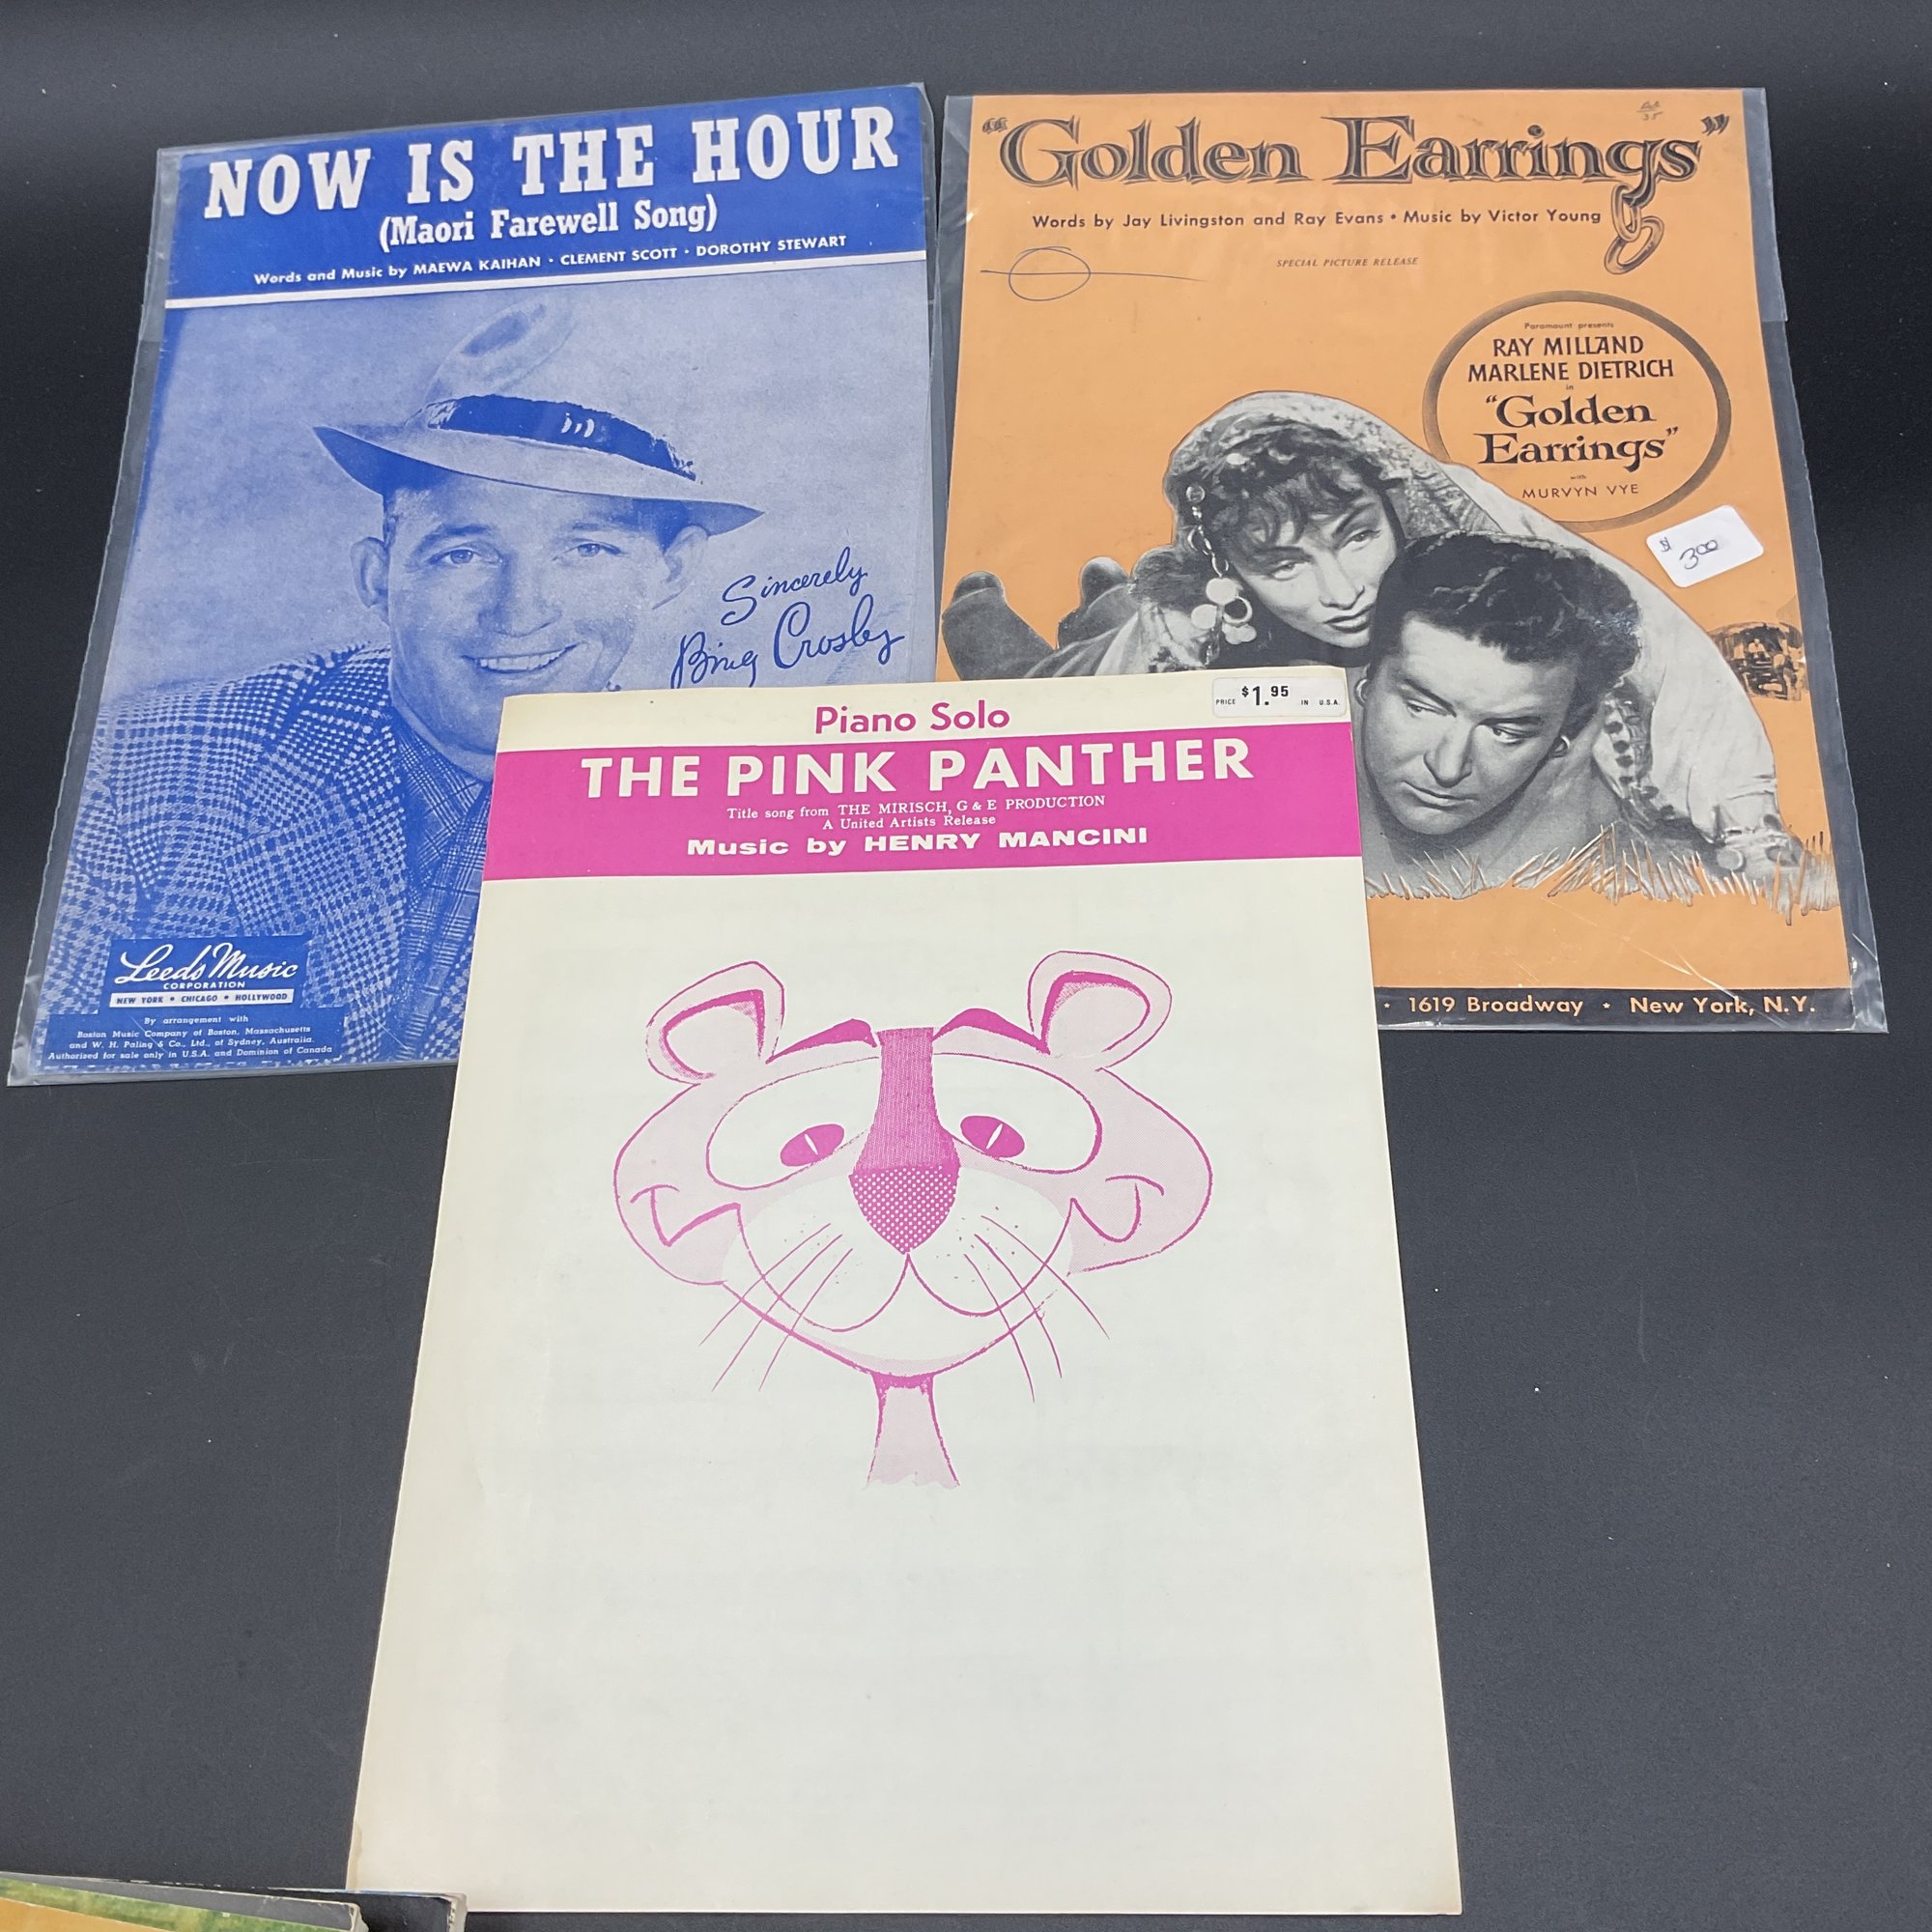 NOW IS THE HOUR
(Maori Farewell Song)
Words and Music by MAEWA KAIHAN • CLEMENT SCOTT • DOROTHY STEWART
Sincerely
Bing Crosby
Leeds Music
CORPORATION
NEW YORK • CHICAGO • HOLLYWOOD
By arrangement with
Boston Music Company of Boston, Massachusetts
and W. H. Paling & Co., Ltd., of Sydney, Australia.
Authorized for sale only in U.S.A. and Dominion of Canada
"Golden Earrings"
Words by Jay Livingston and Ray Evans • Music by Victor Young
SPECIAL PICTURE RELEASE
Paramount presents
RAY MILLAND
MARLENE DIETRICH
in
"Golden
Earrings"
with
MURVYN VYE
$ 300
• 1619 Broadway • New York, N.Y.
Piano Solo
PRICE $1.95 IN U.S.A.
THE PINK PANTHER
Title song from THE MIRISCH, G & E PRODUCTION
A United Artists Release
Music by HENRY MANCINI